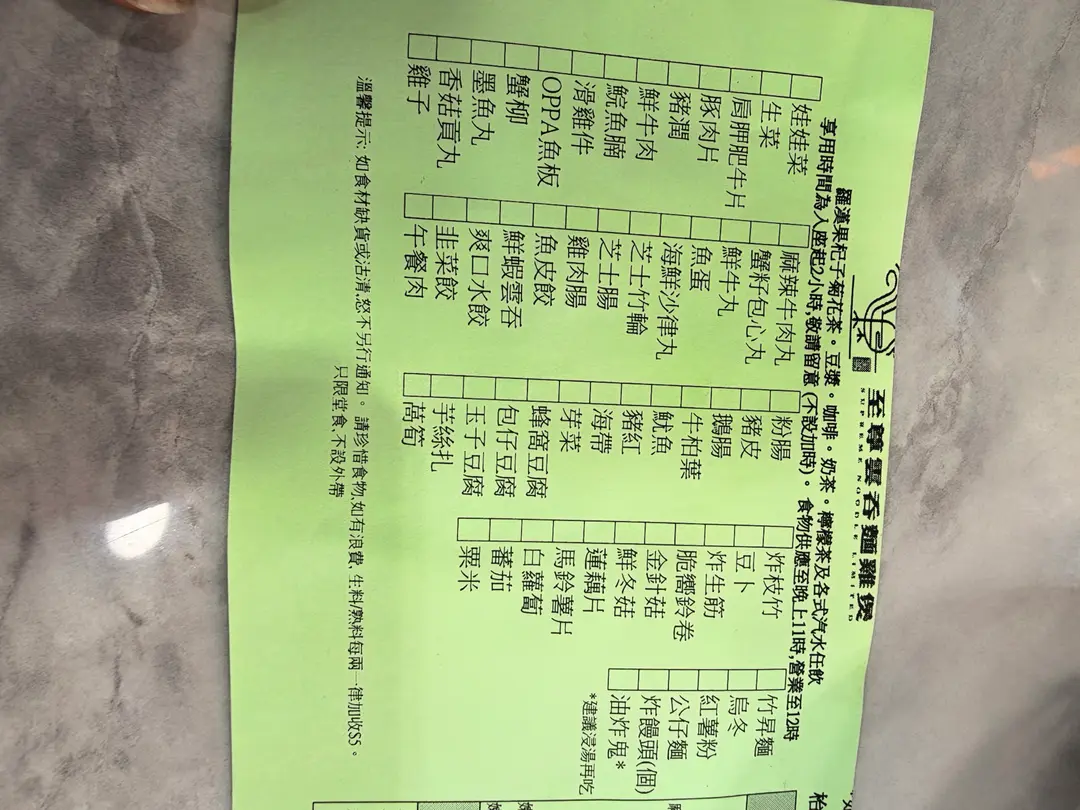 至尊雲吞麵雞煲
SUPREME NOODLE LIMITED
羅漢果杞子菊花茶。豆漿。咖啡。奶茶。檸檬茶及各式汽水任飲
享用時間為入座起2小時,敬請留意 (不設加時)。食物供應至晚上11時,營業至12時
娃娃菜
生菜
肩胛肥牛片
豚肉片
豬潤
鮮牛肉
鯇魚腩
滑雞件
OPPA魚板
蟹柳
墨魚丸
香菇貢丸
雞子
麻辣牛肉丸
蟹籽包心丸
鮮牛丸
魚蛋
海鮮沙律丸
芝士竹輪
芝士腸
雞肉腸
魚皮餃
鮮蝦雲吞
爽口水餃
韭菜餃
午餐肉
粉腸
豬皮
鵝腸
牛柏葉
魷魚
豬紅
海帶
芽菜
蜂窩豆腐
包仔豆腐
玉子豆腐
芋絲扎
萵筍
炸枝竹
豆卜
炸生筋
脆嚮鈴卷
金針菇
鮮冬菇
蓮藕片
馬鈴薯片
白蘿蔔
蕃茄
粟米
竹昇麵
烏冬
紅薯粉
公仔麵
炸饅頭(個)
油炸鬼*
*建議浸湯再吃
溫馨提示: 如食材缺貨或沽清,恕不另行通知。 請珍惜食物,如有浪費, 生料/熟料每兩一律加收$5。
只限堂食,不設外帶